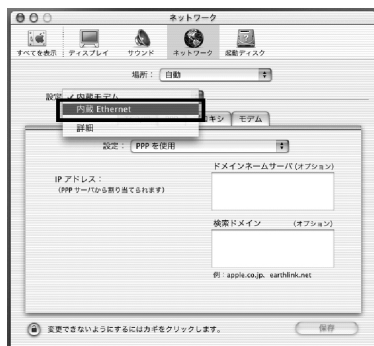 ネットワーク
すべてを表示 ディスプレイ サウンド ネットワーク 起動ディスク
場所： 自動
設定 ✓内蔵モデム
内蔵 Ethernet
詳細
キシ モデム
設定： PPP を使用
ドメインネームサーバ (オプション)
IP アドレス：
(PPP サーバから割り当てられます)
検索ドメイン (オプション)
例：apple.co.jp、earthlink.net
変更できないようにするにはカギをクリックします。 保存